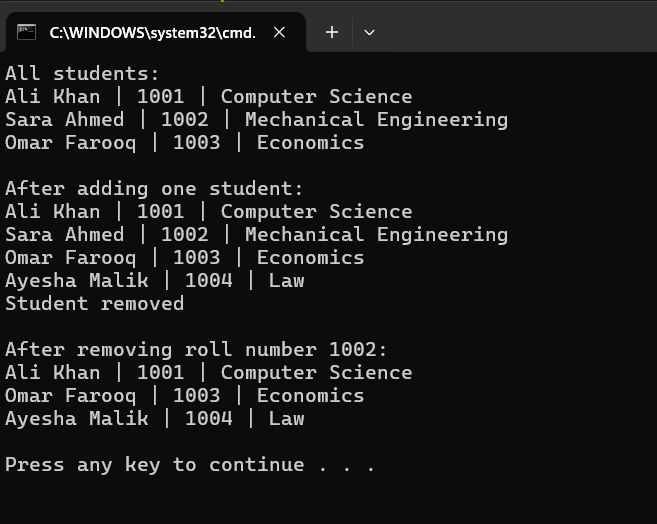 C:\WINDOWS\system32\cmd.
All students:
Ali Khan | 1001 | Computer Science
Sara Ahmed | 1002 | Mechanical Engineering
Omar Farooq | 1003 | Economics
After adding one student:
Ali Khan | 1001 | Computer Science
Sara Ahmed | 1002 | Mechanical Engineering
Omar Farooq | 1003 | Economics
Ayesha Malik | 1004 | Law
Student removed
After removing roll number 1002:
Ali Khan | 1001 | Computer Science
Omar Farooq | 1003 | Economics
Ayesha Malik | 1004 | Law
Press any key to continue . . .